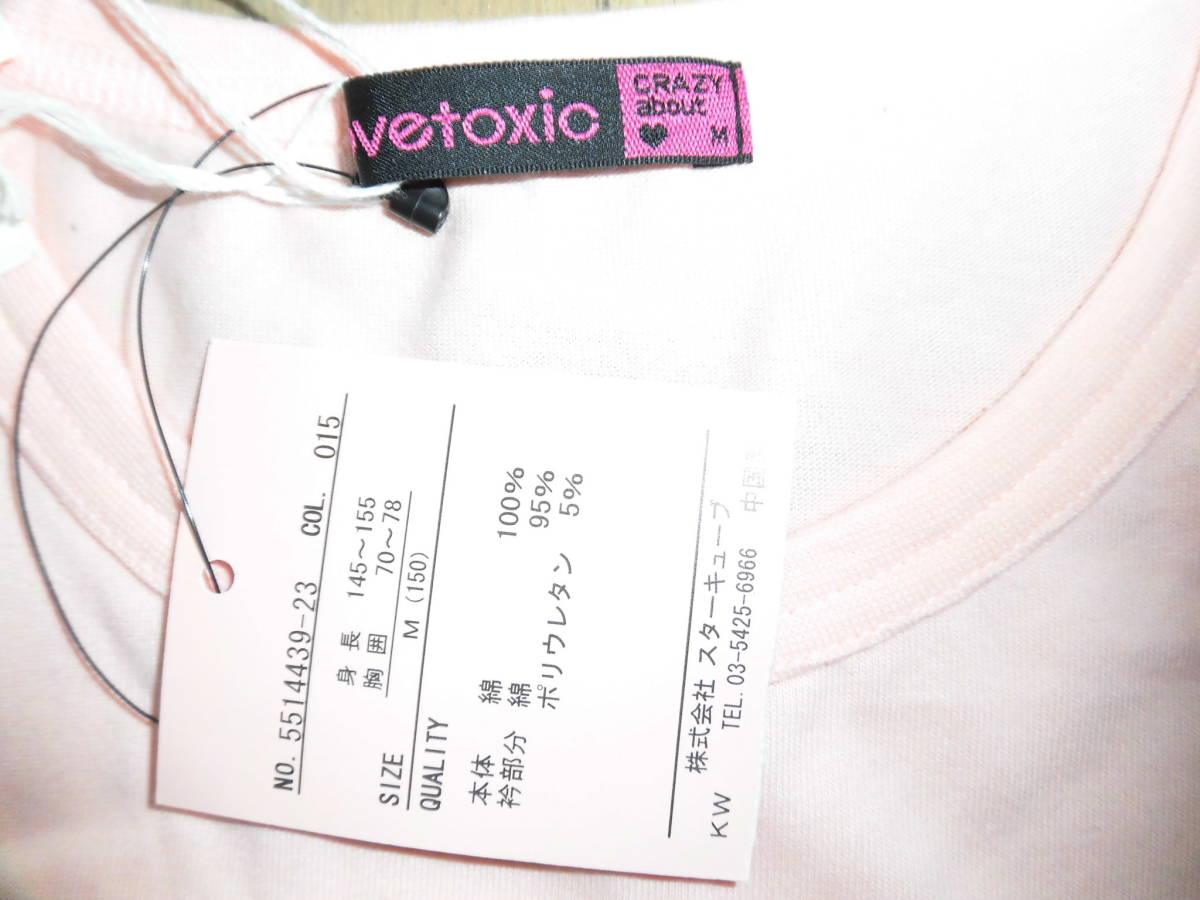 vetoxic
CRAZY
about
♥ M
NO. 5514439-23 COL. 015
身長 145～155
胸囲 70～78
SIZE M (150)
QUALITY
本体 綿 100%
衿部分 綿 95%
ポリウレタン 5%
株式会社 スターキューブ
KW TEL. 03-5425-6966 中国